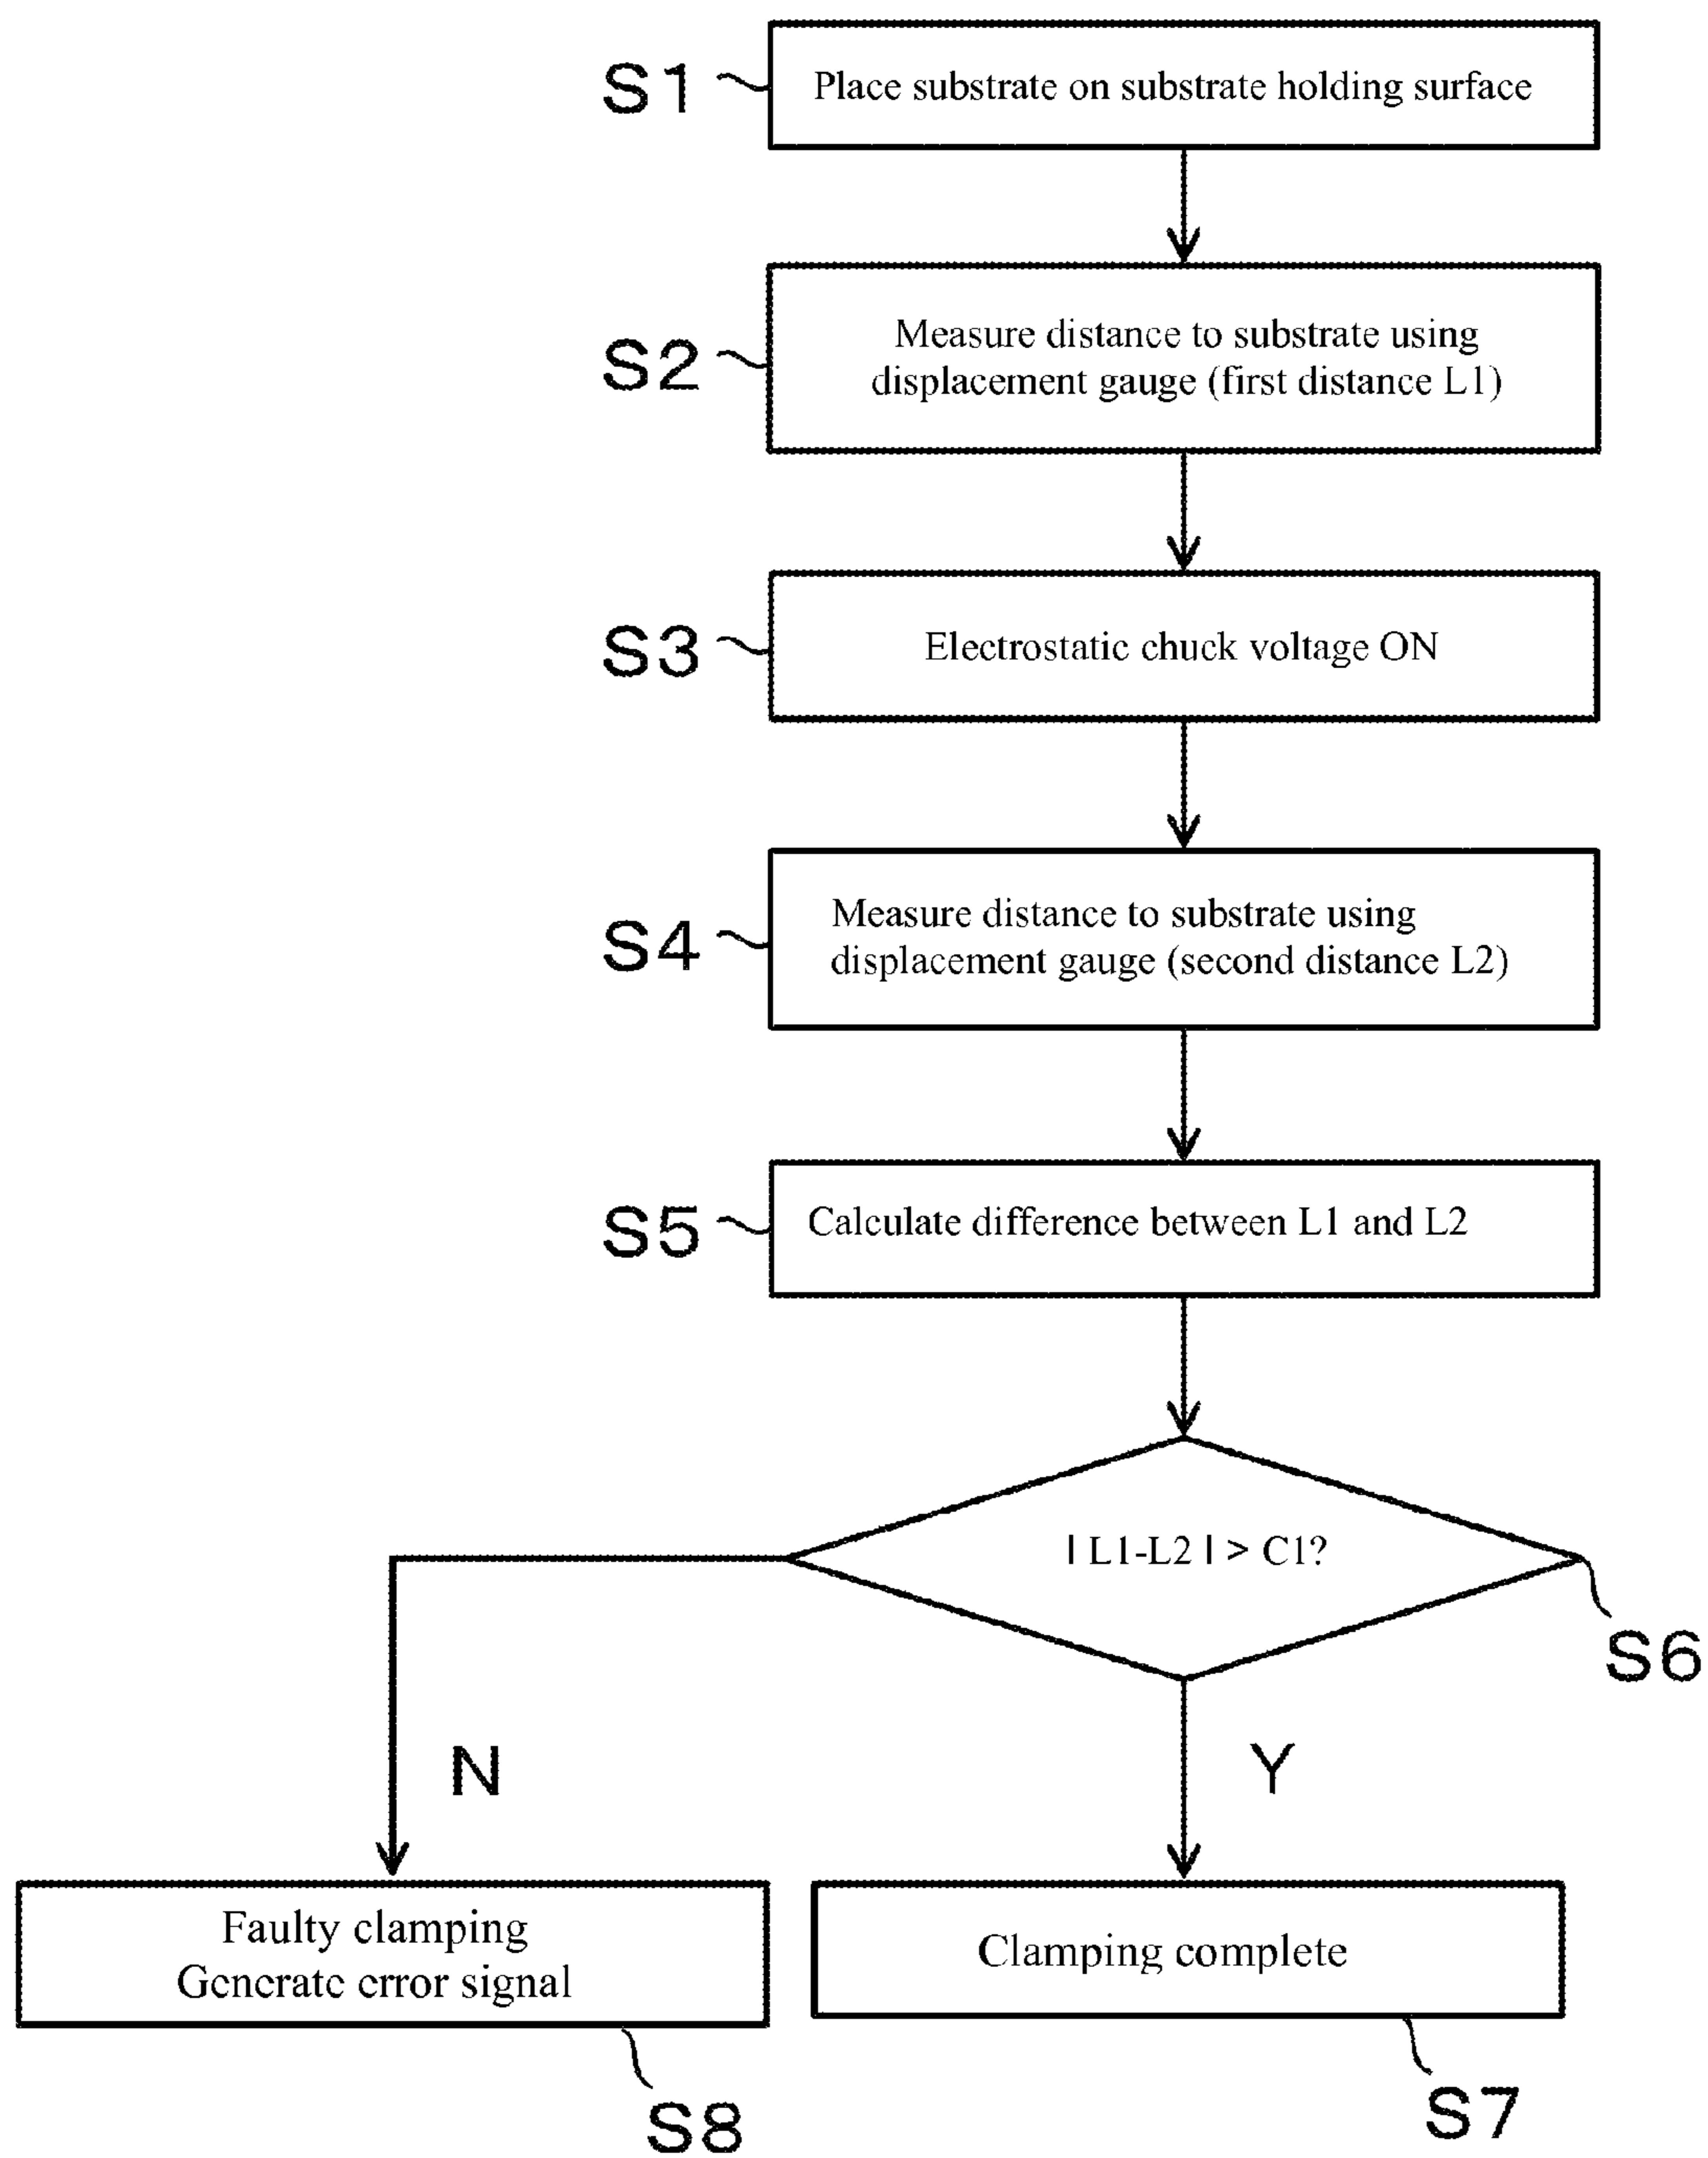 S1
Place substrate on substrate holding surface
S2
Measure distance to substrate using
displacement gauge (first distance L1)
S3
Electrostatic chuck voltage ON
S4
Measure distance to substrate using
displacement gauge (second distance L2)
S5
Calculate difference between L1 and L2
| L1-L2 | > C1?
S6
N
Y
Faulty clamping
Generate error signal
Clamping complete
S8
S7